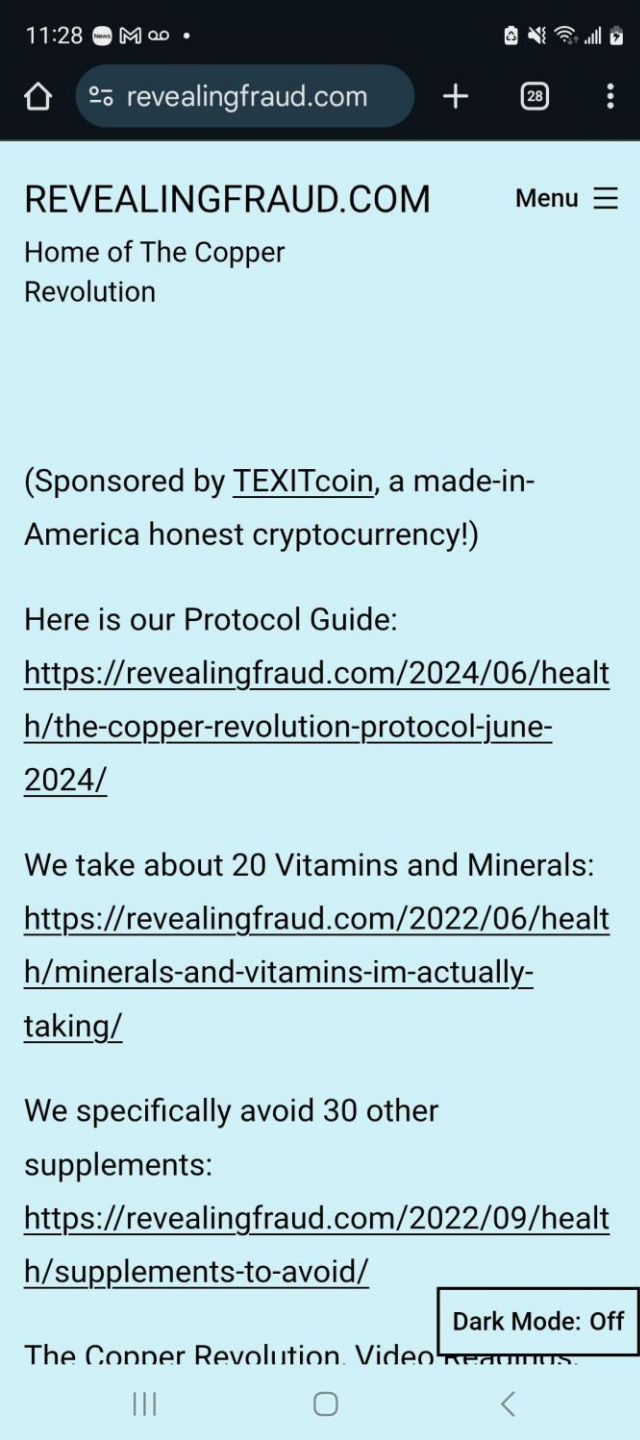 11:28
News
revealingfraud.com
28
REVEALINGFRAUD.COM
Menu
Home of The Copper
Revolution
(Sponsored by TEXITcoin, a made-in-
America honest cryptocurrency!)
Here is our Protocol Guide:
https://revealingfraud.com/2024/06/healt
h/the-copper-revolution-protocol-june-
2024/
We take about 20 Vitamins and Minerals:
https://revealingfraud.com/2022/06/healt
h/minerals-and-vitamins-im-actually-
taking/
We specifically avoid 30 other
supplements:
https://revealingfraud.com/2022/09/healt
h/supplements-to-avoid/
Dark Mode: Off
The Copper Revolution, Video Readings: